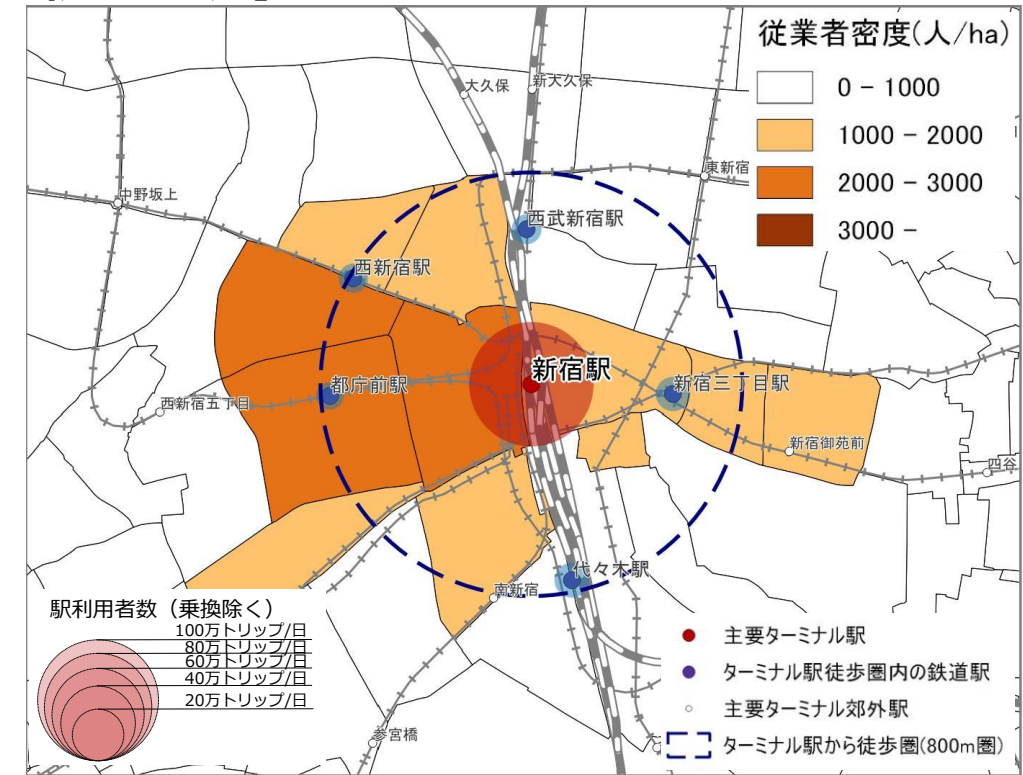 従業者密度(人/ha)
0 － 1000
1000 － 2000
2000 － 3000
3000 －
大久保
新大久保
東新宿
中野坂上
西武新宿駅
西新宿駅
新宿駅
都庁前駅
新宿三丁目駅
西新宿五丁目
新宿御苑前
四谷
代々木駅
南新宿
参宮橋
駅利用者数（乗換除く）
100万トリップ/日
80万トリップ/日
60万トリップ/日
40万トリップ/日
20万トリップ/日
主要ターミナル駅
ターミナル駅徒歩圏内の鉄道駅
主要ターミナル郊外駅
ターミナル駅から徒歩圏(800m圏)